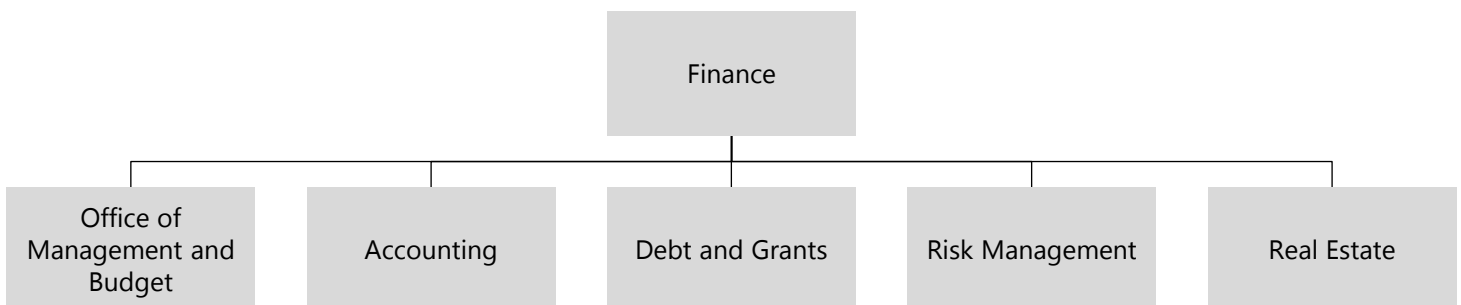 Finance
Office of
Management and
Budget
Accounting
Debt and Grants
Risk Management
Real Estate